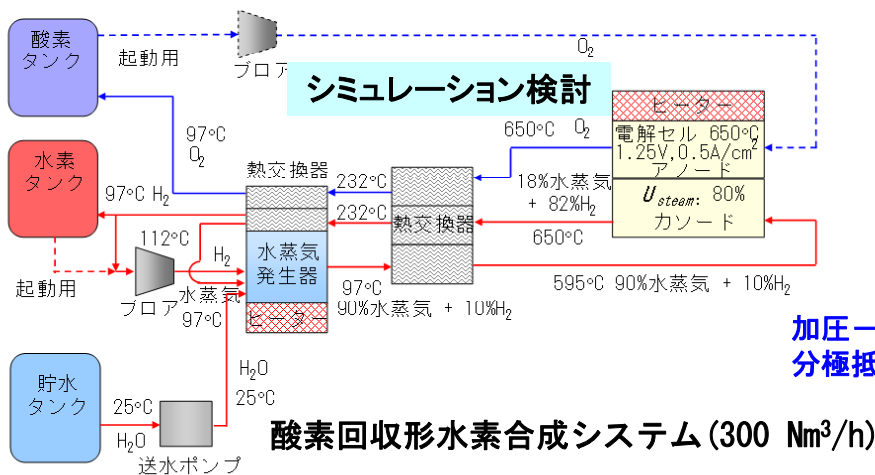 酸素
タンク
起動用
ブロア
O₂
シミュレーション検討
ヒーター
電解セル 650℃
1.25V,0.5A/cm²
アノード
U steam: 80%
カソード
650℃
O₂
97℃
O₂
水素
タンク
熱交換器
232℃
18%水蒸気
+ 82%H₂
97℃ H₂
232℃
熱交換器
650℃
112℃
H₂
水蒸気
発生器
起動用
ブロア
水蒸気
97℃
ヒーター
97℃
90%水蒸気 + 10%H₂
595℃ 90%水蒸気 + 10%H₂
加圧
分極抵
貯水
タンク
25℃
H₂O
送水ポンプ
H₂O
25℃
酸素回収形水素合成システム(300 Nm³/h)